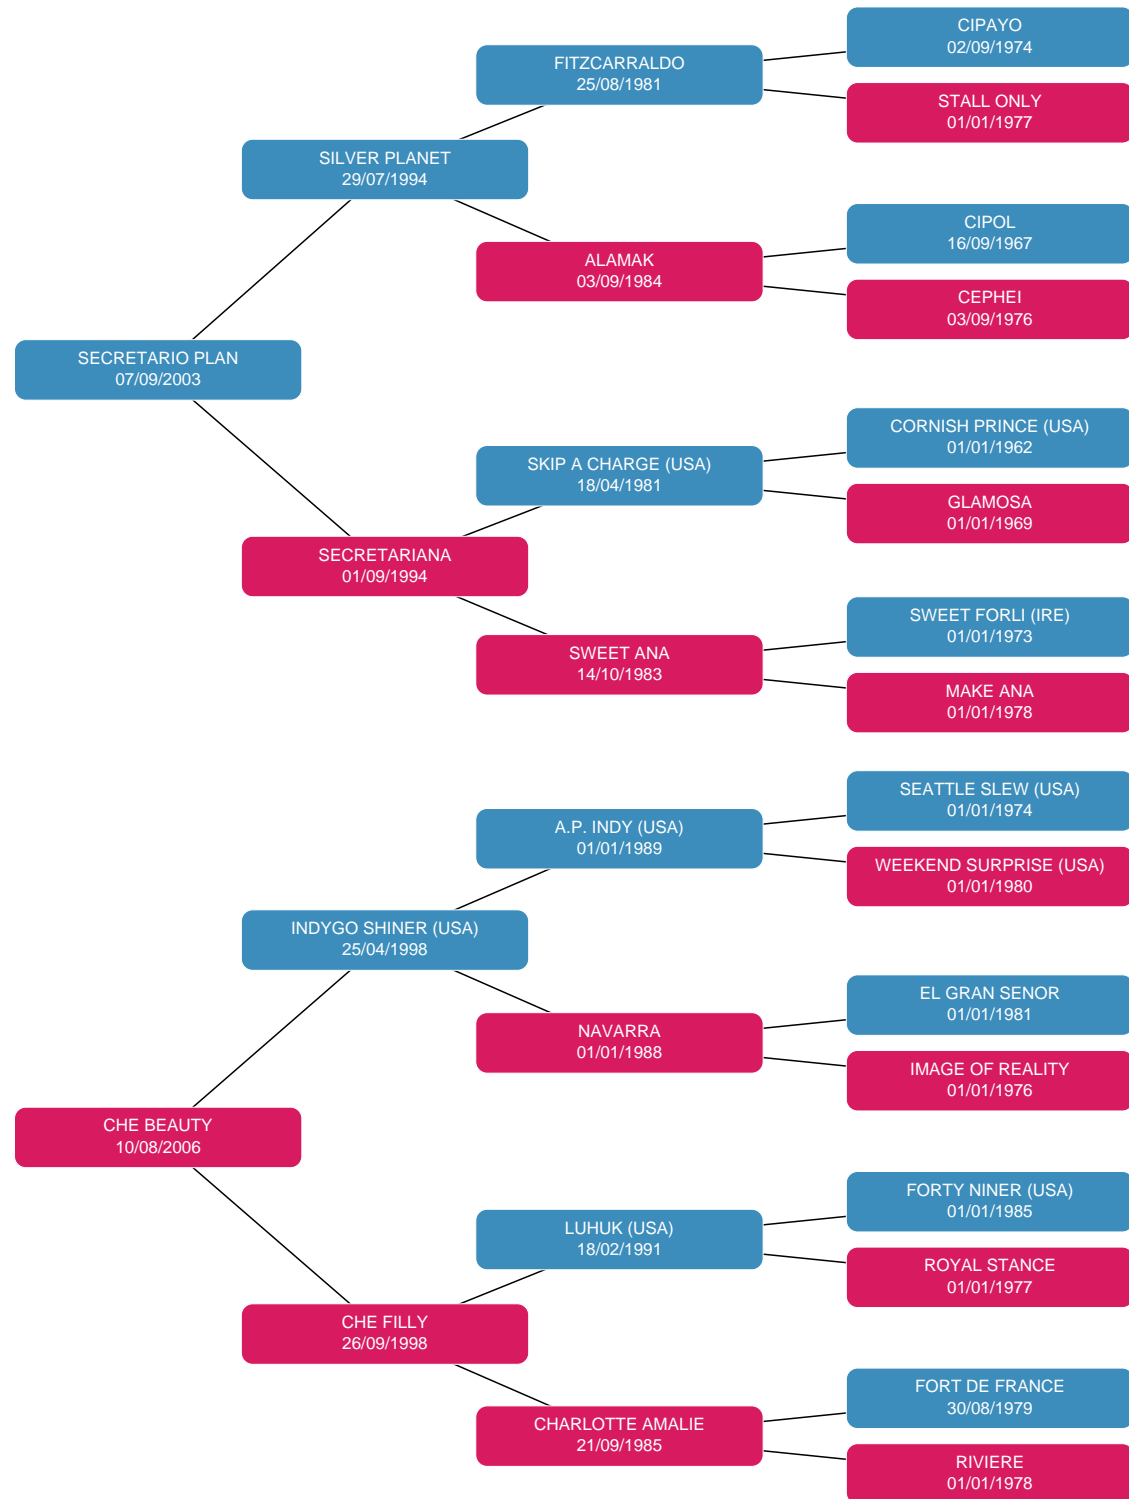 CIPAYO
02/09/1974
FITZCARRALDO
25/08/1981
STALL ONLY
01/01/1977
SILVER PLANET
29/07/1994
CIPOL
16/09/1967
ALAMAK
03/09/1984
CEPHEI
03/09/1976
SECRETARIO PLAN
07/09/2003
CORNISH PRINCE (USA)
01/01/1962
SKIP A CHARGE (USA)
18/04/1981
GLAMOSA
01/01/1969
SECRETARIANA
01/09/1994
SWEET FORLI (IRE)
01/01/1973
SWEET ANA
14/10/1983
MAKE ANA
01/01/1978
SEATTLE SLEW (USA)
01/01/1974
A.P. INDY (USA)
01/01/1989
WEEKEND SURPRISE (USA)
01/01/1980
INDYGO SHINER (USA)
25/04/1998
EL GRAN SENOR
01/01/1981
NAVARRA
01/01/1988
IMAGE OF REALITY
01/01/1976
CHE BEAUTY
10/08/2006
FORTY NINER (USA)
01/01/1985
LUHUK (USA)
18/02/1991
ROYAL STANCE
01/01/1977
CHE FILLY
26/09/1998
FORT DE FRANCE
30/08/1979
CHARLOTTE AMALIE
21/09/1985
RIVIERE
01/01/1978